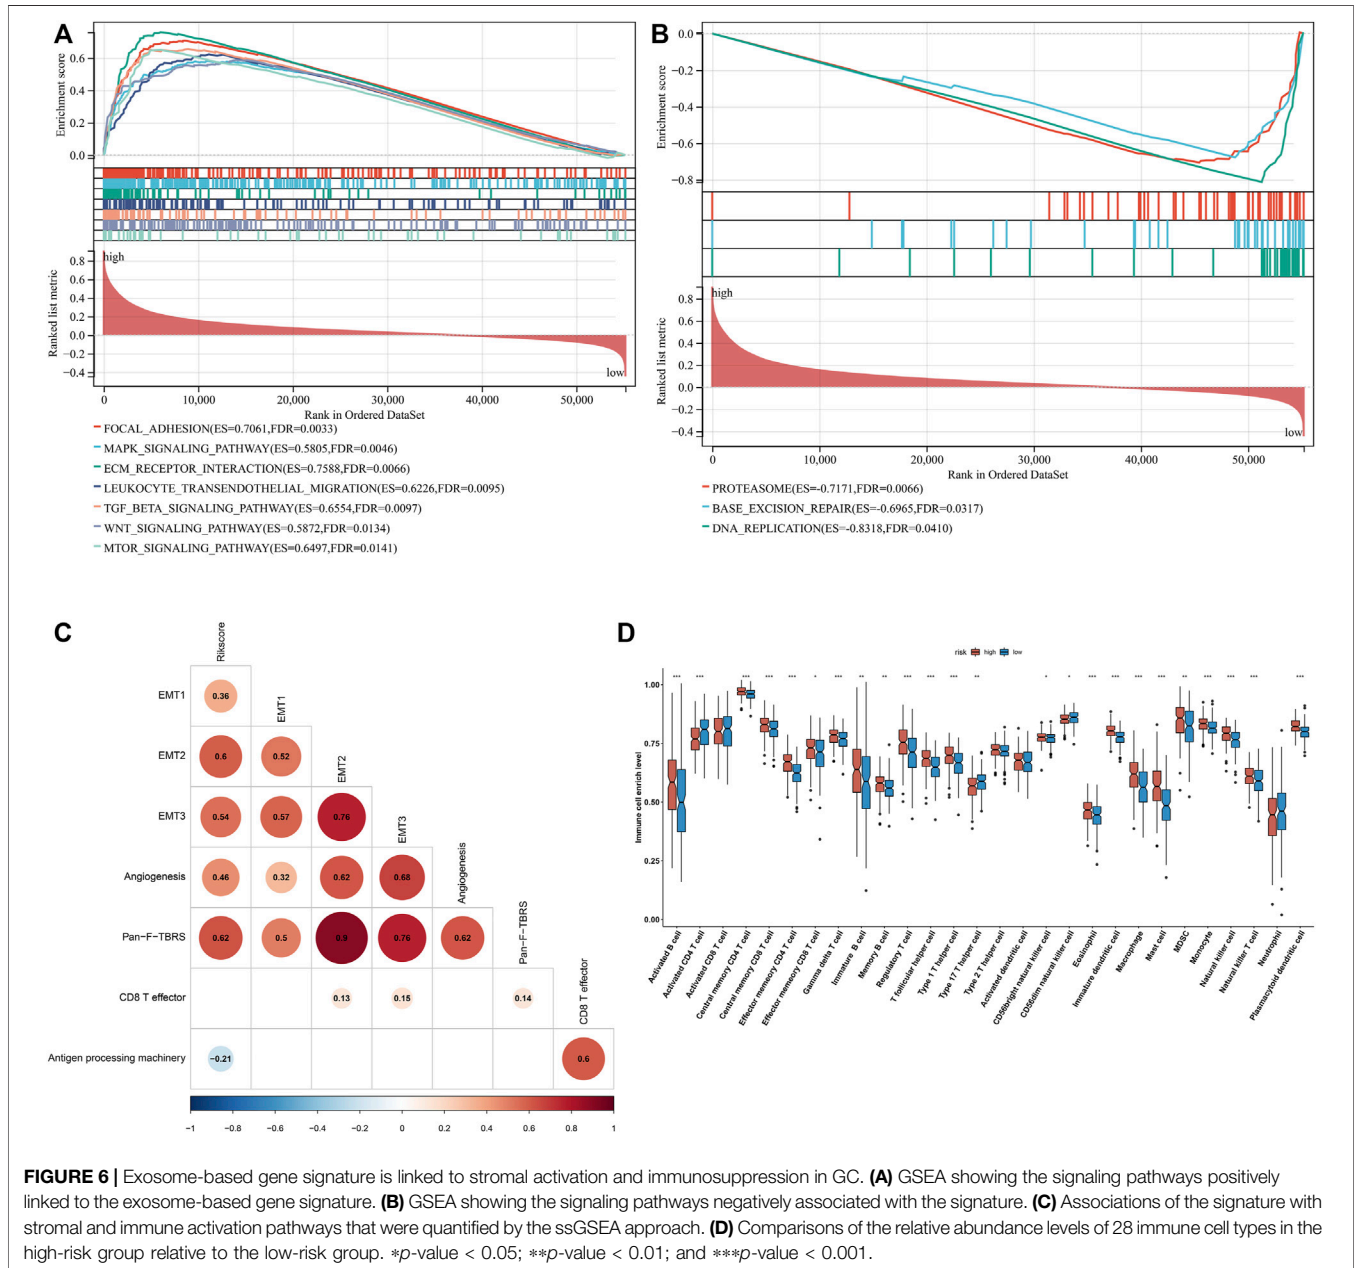 A
Enrichment score
0.6
0.4
0.2
0.0
high
Ranked list metric
0.8
0.6
0.4
0.2
0.0
−0.2
−0.4
low
0 10,000 20,000 30,000 40,000 50,000
Rank in Ordered DataSet
FOCAL_ADHESION(ES=0.7061,FDR=0.0033)
MAPK_SIGNALING_PATHWAY(ES=0.5805,FDR=0.0046)
ECM_RECEPTOR_INTERACTION(ES=0.7588,FDR=0.0066)
LEUKOCYTE_TRANSENDOTHELIAL_MIGRATION(ES=0.6226,FDR=0.0095)
TGF_BETA_SIGNALING_PATHWAY(ES=0.6554,FDR=0.0097)
WNT_SIGNALING_PATHWAY(ES=0.5872,FDR=0.0134)
MTOR_SIGNALING_PATHWAY(ES=0.6497,FDR=0.0141)
B
Enrichment score
0.0
−0.2
−0.4
−0.6
−0.8
high
Ranked list metric
0.8
0.6
0.4
0.2
0.0
−0.2
−0.4
low
0 10,000 20,000 30,000 40,000 50,000
Rank in Ordered DataSet
PROTEASOME(ES=-0.7171,FDR=0.0066)
BASE_EXCISION_REPAIR(ES=-0.6965,FDR=0.0317)
DNA_REPLICATION(ES=-0.8318,FDR=0.0410)
C
Rikscore
EMT1 0.36 EMT1
EMT2 0.6 0.52 EMT2
EMT3 0.54 0.57 0.76 EMT3
Angiogenesis 0.46 0.32 0.62 0.68 Angiogenesis
Pan−F−TBRS 0.62 0.5 0.9 0.76 0.62 Pan−F−TBRS
CD8 T effector 0.13 0.15 0.14 CD8 T effector
Antigen processing machinery −0.21 0.6
−1 −0.8 −0.6 −0.4 −0.2 0 0.2 0.4 0.6 0.8 1
D
risk high low
*** *** *** *** *** * *** ** ** *** *** *** ** * * *** *** *** *** ** *** *** *** ***
Immune cell enrich level
1.00
0.75
0.50
0.25
0.00
Activated B cell
Activated CD4 T cell
Activated CD8 T cell
Central memory CD4 T cell
Central memory CD8 T cell
Effector memory CD4 T cell
Effector memory CD8 T cell
Gamma delta T cell
Immature B cell
Memory B cell
Regulatory T cell
T follicular helper cell
Type 1 T helper cell
Type 17 T helper cell
Type 2 T helper cell
Activated dendritic cell
CD56bright natural killer cell
CD56dim natural killer cell
Eosinophil
Immature dendritic cell
Macrophage
Mast cell
MDSC
Monocyte
Natural killer cell
Natural killer T cell
Neutrophil
Plasmacytoid dendritic cell
FIGURE 6 | Exosome-based gene signature is linked to stromal activation and immunosuppression in GC. (A) GSEA showing the signaling pathways positively
linked to the exosome-based gene signature. (B) GSEA showing the signaling pathways negatively associated with the signature. (C) Associations of the signature with
stromal and immune activation pathways that were quantified by the ssGSEA approach. (D) Comparisons of the relative abundance levels of 28 immune cell types in the
high-risk group relative to the low-risk group. *p-value < 0.05; **p-value < 0.01; and ***p-value < 0.001.